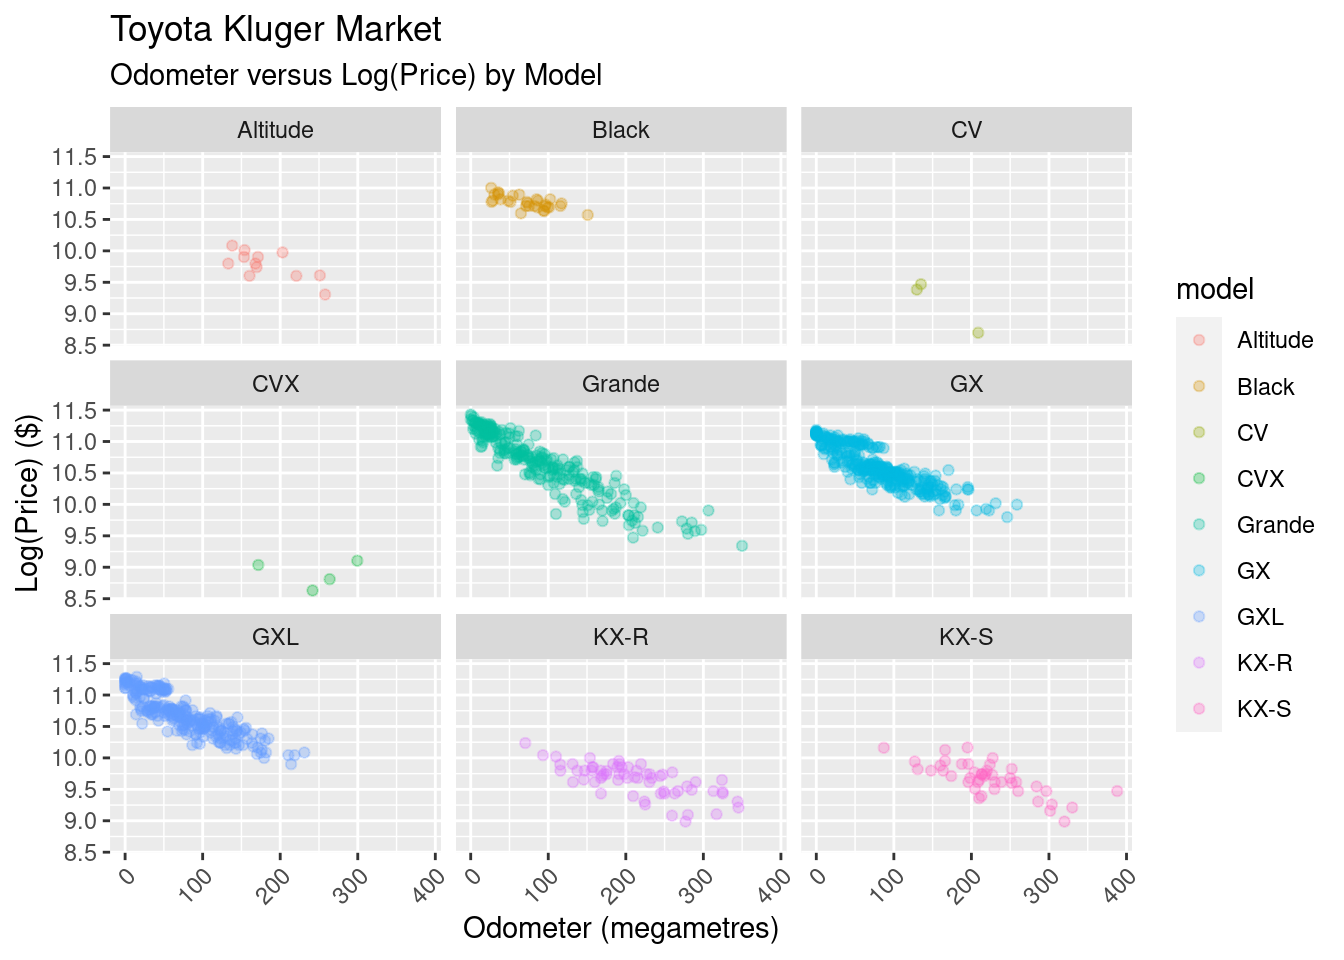 Toyota Kluger Market
Odometer versus Log(Price) by Model
Altitude Black CV
11.5
11.0
10.5
10.0
9.5
9.0
8.5
CVX Grande GX
11.5
11.0
10.5
10.0
9.5
9.0
8.5
GXL KX-R KX-S
11.5
11.0
10.5
10.0
9.5
9.0
8.5
0 100 200 300 400 0 100 200 300 400 0 100 200 300 400
Odometer (megametres)
Log(Price) ($)
model
Altitude
Black
CV
CVX
Grande
GX
GXL
KX-R
KX-S